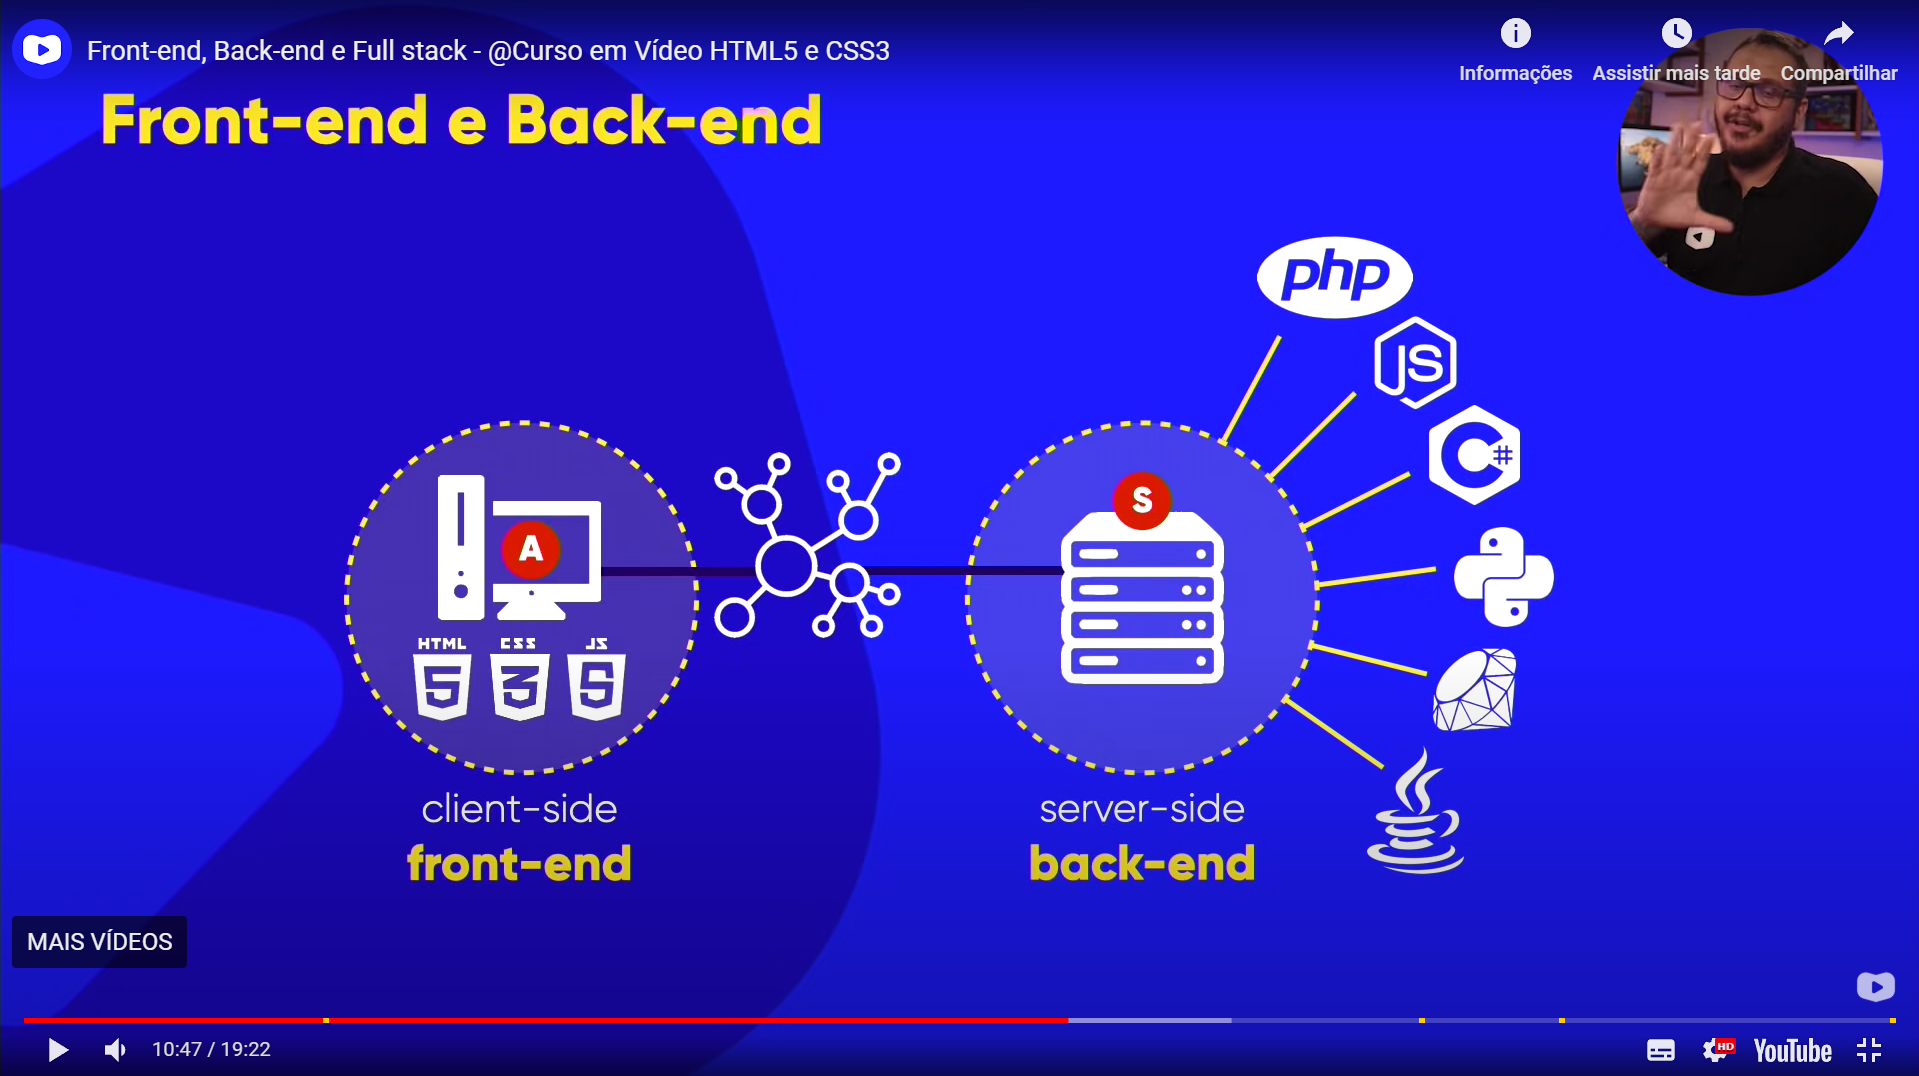 Front-end, Back-end e Full stack - @Curso em Vídeo HTML5 e CSS3
Informações
Assistir mais tarde
Compartilhar
Front-end e Back-end
php
JS
C#
A
S
HTML
5
CSS
3
JS
S
client-side
front-end
server-side
back-end
MAIS VÍDEOS
10:47 / 19:22
HD
YouTube